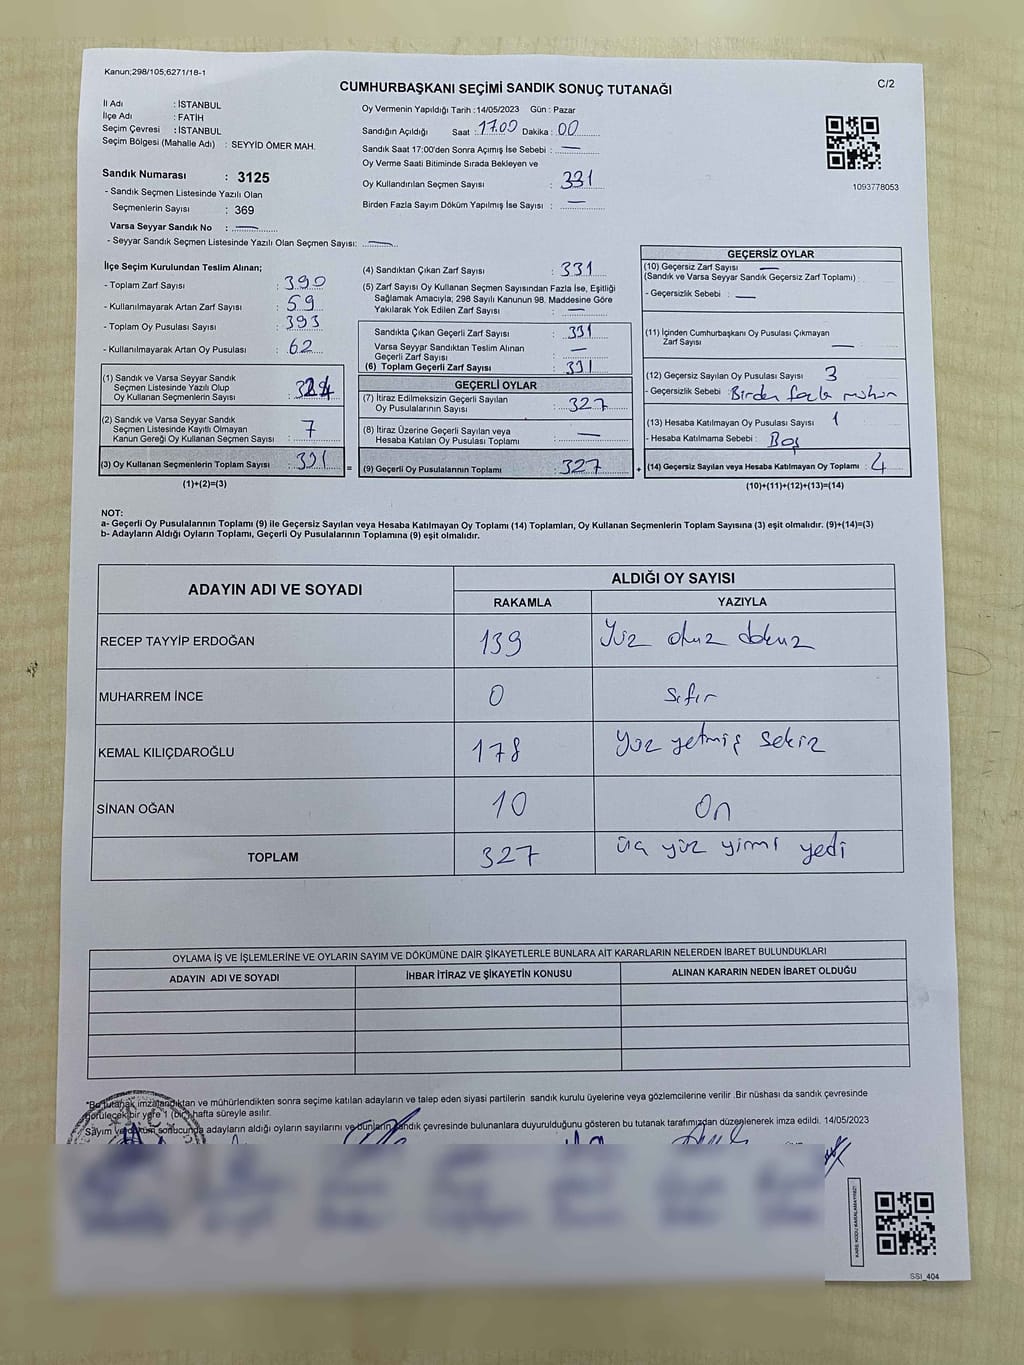 Kanun;298/105;6271/18-1
C/2
CUMHURBAŞKANI SEÇİMİ SANDIK SONUÇ TUTANAĞI
İl Adı : İSTANBUL
İlçe Adı : FATİH
Seçim Çevresi : İSTANBUL
Seçim Bölgesi (Mahalle Adı) : SEYYİD ÖMER MAH.
Sandık Numarası : 3125
- Sandık Seçmen Listesinde Yazılı Olan
Seçmenlerin Sayısı : 369
Varsa Seyyar Sandık No : —
- Seyyar Sandık Seçmen Listesinde Yazılı Olan Seçmen Sayısı: —
Oy Vermenin Yapıldığı Tarih :14/05/2023 Gün : Pazar
Sandığın Açıldığı Saat : 17.00 Dakika : 00
Sandık Saat 17:00'den Sonra Açımış İse Sebebi : —
Oy Verme Saati Bitiminde Sırada Bekleyen ve
Oy Kullandırılan Seçmen Sayısı : 331
Birden Fazla Sayım Döküm Yapılmış İse Sayısı : —
1093778053
İlçe Seçim Kurulundan Teslim Alınan;
- Toplam Zarf Sayısı : 390
- Kullanılmayarak Artan Zarf Sayısı : 59
- Toplam Oy Pusulası Sayısı : 393
- Kullanılmayarak Artan Oy Pusulası : 62
(1) Sandık ve Varsa Seyyar Sandık
Seçmen Listesinde Yazılı Olup
Oy Kullanan Seçmenlerin Sayısı : 324
(2) Sandık ve Varsa Seyyar Sandık
Seçmen Listesinde Kayıtlı Olmayan
Kanun Gereği Oy Kullanan Seçmen Sayısı : 7
(3) Oy Kullanan Seçmenlerin Toplam Sayısı : 331 =
(1)+(2)=(3)
(4) Sandıktan Çıkan Zarf Sayısı : 331
(5) Zarf Sayısı Oy Kullanan Seçmen Sayısından Fazla İse, Eşitliği
Sağlamak Amacıyla; 298 Sayılı Kanunun 98. Maddesine Göre
Yakılarak Yok Edilen Zarf Sayısı : —
Sandıkta Çıkan Geçerli Zarf Sayısı : 331
Varsa Seyyar Sandıktan Teslim Alınan
Geçerli Zarf Sayısı : —
(6) Toplam Geçerli Zarf Sayısı : 331
GEÇERLİ OYLAR
(7) İtiraz Edilmeksizin Geçerli Sayılan
Oy Pusulalarının Sayısı : 327
(8) İtiraz Üzerine Geçerli Sayılan veya
Hesaba Katılan Oy Pusulası Toplamı : —
(9) Geçerli Oy Pusulalarının Toplamı : 327 +
GEÇERSİZ OYLAR
(10) Geçersiz Zarf Sayısı —
(Sandık ve Varsa Seyyar Sandık Geçersiz Zarf Toplamı) :
- Geçersizlik Sebebi : —
(11) İçinden Cumhurbaşkanı Oy Pusulası Çıkmayan
Zarf Sayısı : —
(12) Geçersiz Sayılan Oy Pusulası Sayısı : 3
- Geçersizlik Sebebi : Birden fazla mühür
(13) Hesaba Katılmayan Oy Pusulası Sayısı : 1
- Hesaba Katılmama Sebebi : Boş
(14) Geçersiz Sayılan veya Hesaba Katılmayan Oy Toplamı : 4
(10)+(11)+(12)+(13)=(14)
NOT:
a- Geçerli Oy Pusulalarının Toplamı (9) ile Geçersiz Sayılan veya Hesaba Katılmayan Oy Toplamı (14) Toplamları, Oy Kullanan Seçmenlerin Toplam Sayısına (3) eşit olmalıdır. (9)+(14)=(3)
b- Adayların Aldığı Oyların Toplamı, Geçerli Oy Pusulalarının Toplamına (9) eşit olmalıdır.
ADAYIN ADI VE SOYADI
ALDIĞI OY SAYISI
RAKAMLA YAZIYLA
RECEP TAYYİP ERDOĞAN 139 Yüz otuz dokuz
MUHARREM İNCE 0 sıfır
KEMAL KILIÇDAROĞLU 178 Yüz yetmiş sekiz
SİNAN OĞAN 10 On
TOPLAM 327 üç yüz yirmi yedi
OYLAMA İŞ VE İŞLEMLERİNE VE OYLARIN SAYIM VE DÖKÜMÜNE DAİR ŞİKAYETLERLE BUNLARA AİT KARARLARIN NELERDEN İBARET BULUNDUKLARI
ADAYIN ADI VE SOYADI İHBAR İTİRAZ VE ŞİKAYETİN KONUSU ALINAN KARARIN NEDEN İBARET OLDUĞU
*Bu tutanak imzalandıktan ve mühürlendikten sonra seçime katılan adayların ve talep eden siyasi partilerin sandık kurulu üyelerine veya gözlemcilerine verilir .Bir nüshası da sandık çevresinde
görülecek bir yere 1 (bir) hafta süreyle asılır.
Sayım ve döküm sonucunda adayların aldığı oyların sayılarını ve bunların sandık çevresinde bulunanlara duyurulduğunu gösteren bu tutanak tarafımızdan düzenlenerek imza edildi. 14/05/2023
KARE KODU KARALAMAYINIZ!
SSI_404